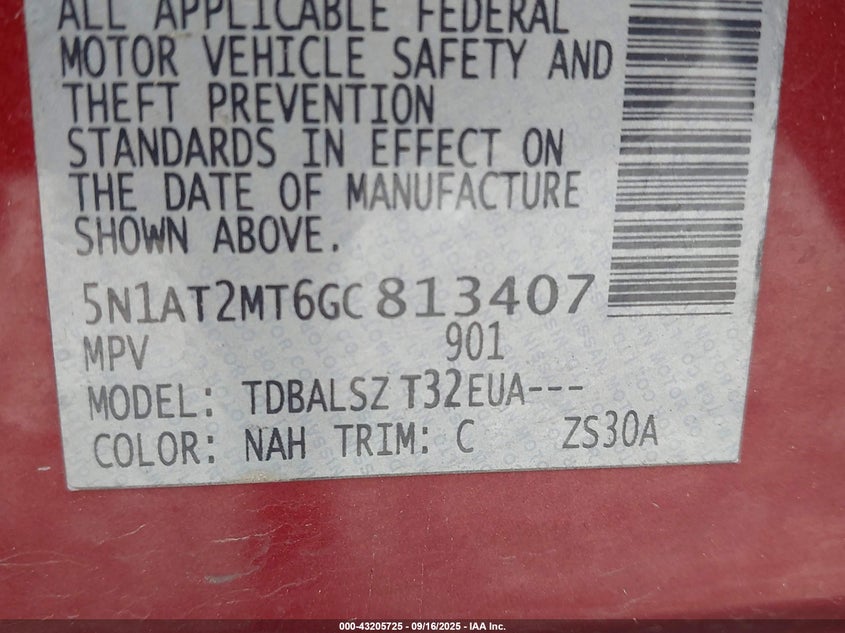 ALL APPLICABLE FEDERAL
MOTOR VEHICLE SAFETY AND
THEFT PREVENTION
STANDARDS IN EFFECT ON
THE DATE OF MANUFACTURE
SHOWN ABOVE.
5N1AT2MT6GC813407
MPV 901
MODEL: TDBALSZ T32EUA---
COLOR: NAH TRIM: C ZS30A
000-43205725 - 09/16/2025 - IAA Inc.